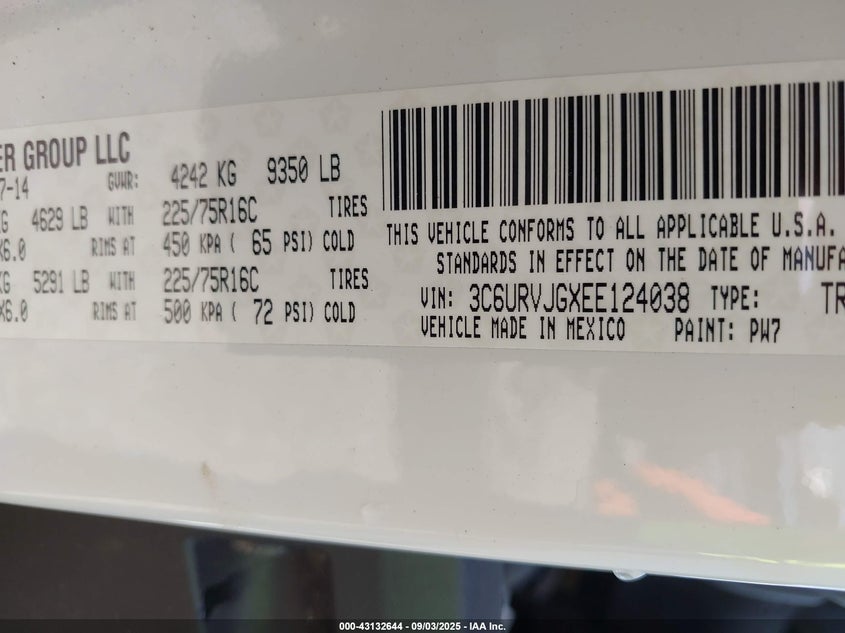 ER GROUP LLC
7-14 GVWR: 4242 KG 9350 LB
KG 4629 LB WITH 225/75R16C TIRES
X6.0 RIMS AT 450 KPA ( 65 PSI) COLD
KG 5291 LB WITH 225/75R16C TIRES
X6.0 RIMS AT 500 KPA ( 72 PSI) COLD
THIS VEHICLE CONFORMS TO ALL APPLICABLE U.S.A.
STANDARDS IN EFFECT ON THE DATE OF MANUFA
VIN: 3C6URVJGXEE124038 TYPE: TR
VEHICLE MADE IN MEXICO PAINT: PW7
000-43132644 - 09/03/2025 - IAA Inc.